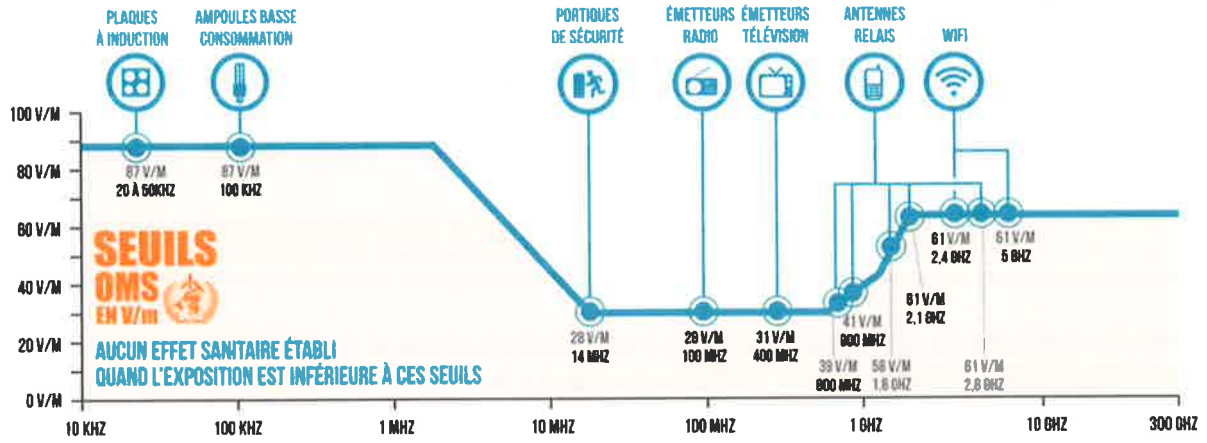 PLAQUES
À INDUCTION
AMPOULES BASSE
CONSOMMATION
PORTIQUES
DE SÉCURITÉ
ÉMETTEURS
RADIO
ÉMETTEURS
TÉLÉVISION
ANTENNES
RELAIS
WIFI
100 V/M
80 V/M
60 V/M
40 V/M
20 V/M
0 V/M
87 V/M
20 À 50KHZ
87 V/M
100 KHZ
28 V/M
14 MHZ
28 V/M
100 MHZ
31 V/M
400 MHZ
39 V/M
800 MHZ
41 V/M
900 MHZ
58 V/M
1,8 GHZ
61 V/M
2,1 GHZ
61 V/M
2,4 GHZ
61 V/M
2,6 GHZ
61 V/M
5 GHZ
SEUILS
OMS
EN V/m
AUCUN EFFET SANITAIRE ÉTABLI
QUAND L'EXPOSITION EST INFÉRIEURE À CES SEUILS
10 KHZ
100 KHZ
1 MHZ
10 MHZ
100 MHZ
1 GHZ
10 GHZ
300 GHZ